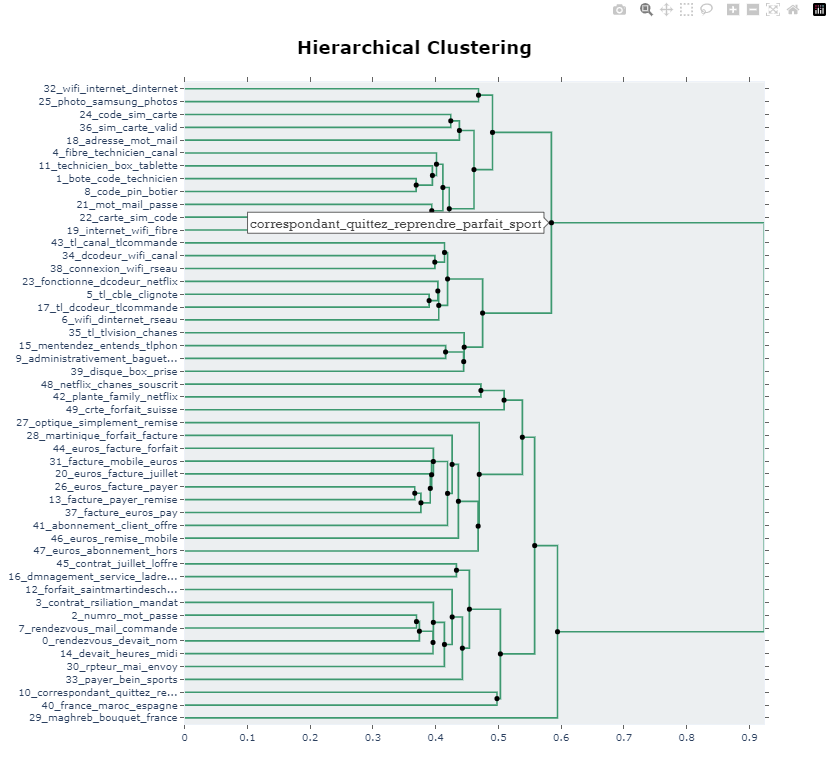 Hierarchical Clustering
32_wifi_internet_dinternet
25_photo_samsung_photos
24_code_sim_carte
36_sim_carte_valid
18_adresse_mot_mail
4_fibre_technicien_canal
11_technicien_box_tablette
1_bote_code_technicien
8_code_pin_botier
21_mot_mail_passe
22_carte_sim_code
correspondant_quittez_reprendre_parfait_sport
19_internet_wifi_fibre
43_tl_canal_tlcommande
34_dcodeur_wifi_canal
38_connexion_wifi_rseau
23_fonctionne_dcodeur_netflix
5_tl_cble_clignote
17_tl_dcodeur_tlcommande
6_wifi_dinternet_rseau
35_tl_tlvision_chanes
15_mentendez_entends_tlphon
9_administrativement_baguet...
39_disque_box_prise
48_netflix_chanes_souscrit
42_plante_family_netflix
49_crte_forfait_suisse
27_optique_simplement_remise
28_martinique_forfait_facture
44_euros_facture_forfait
31_facture_mobile_euros
20_euros_facture_juillet
26_euros_facture_payer
13_facture_payer_remise
37_facture_euros_pay
41_abonnement_client_offre
46_euros_remise_mobile
47_euros_abonnement_hors
45_contrat_juillet_loffre
16_dmnagement_service_ladre...
12_forfait_saintmartindesch...
3_contrat_rsiliation_mandat
2_numro_mot_passe
7_rendezvous_mail_commande
0_rendezvous_devait_nom
14_devait_heures_midi
30_rpteur_mai_envoy
33_payer_bein_sports
10_correspondant_quittez_re...
40_france_maroc_espagne
29_maghreb_bouquet_france
0 0.1 0.2 0.3 0.4 0.5 0.6 0.7 0.8 0.9